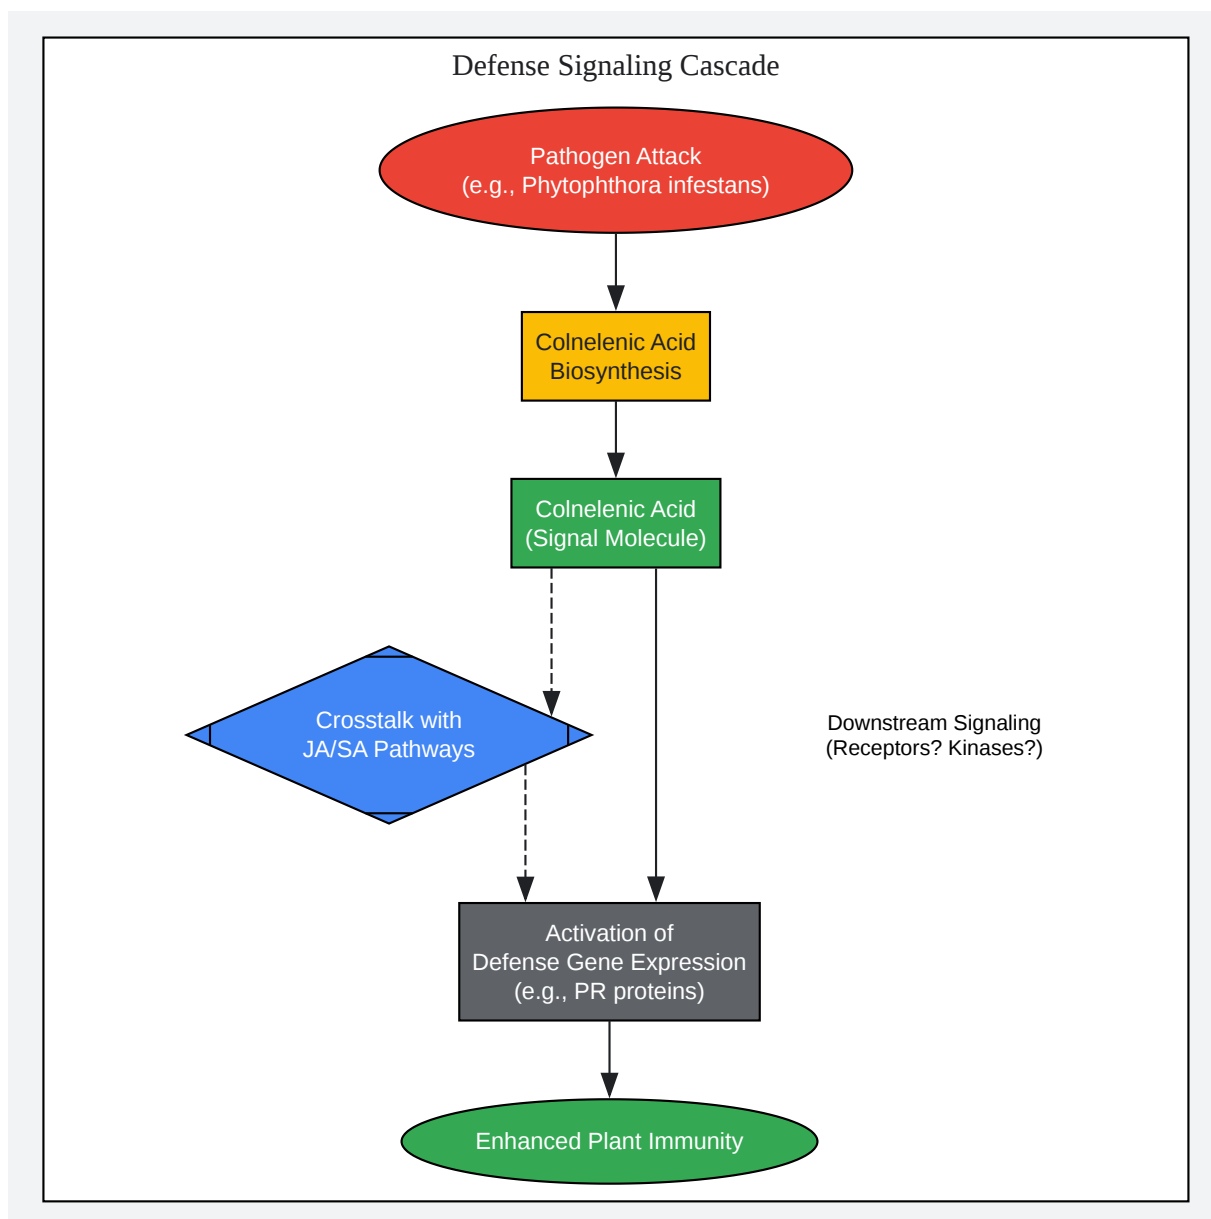 Defense Signaling Cascade
Pathogen Attack
(e.g., Phytophthora infestans)
Colnelenic Acid
Biosynthesis
Colnelenic Acid
(Signal Molecule)
Crosstalk with
JA/SA Pathways
Downstream Signaling
(Receptors? Kinases?)
Activation of
Defense Gene Expression
(e.g., PR proteins)
Enhanced Plant Immunity